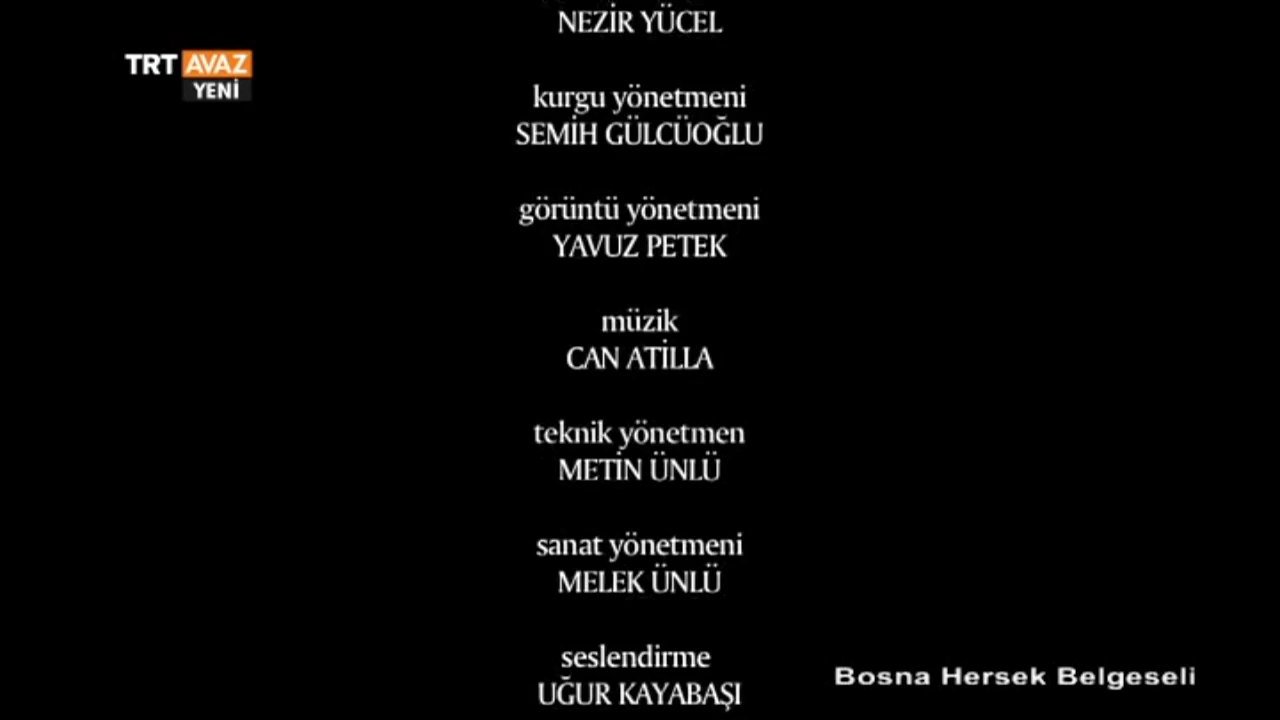 NEZİR YÜCEL
TRT AVAZ
YENİ
kurgu yönetmeni
SEMİH GÜLCÜOĞLU
görüntü yönetmeni
YAVUZ PETEK
müzik
CAN ATİLLA
teknik yönetmen
METİN ÜNLÜ
sanat yönetmeni
MELEK ÜNLÜ
seslendirme
UĞUR KAYABAŞI
Bosna Hersek Belgeseli